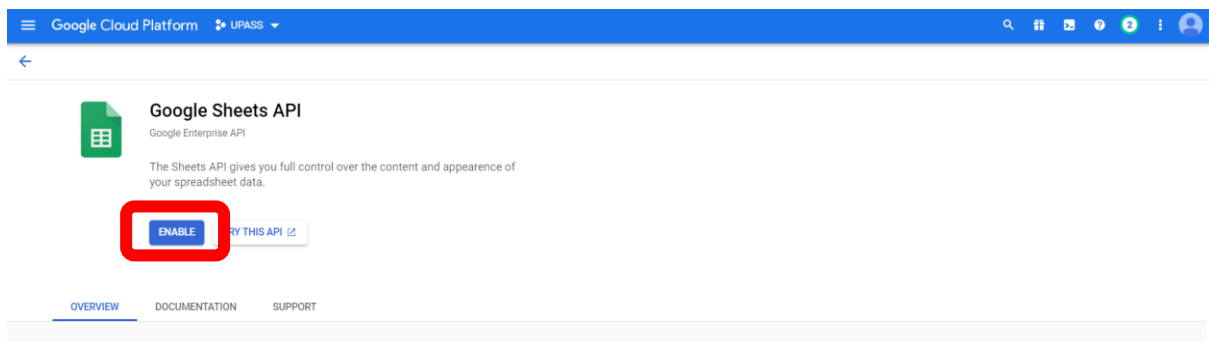 Google Cloud Platform UPASS 2
Google Sheets API
Google Enterprise API
The Sheets API gives you full control over the content and appearence of
your spreadsheet data.
ENABLE RY THIS API
OVERVIEW DOCUMENTATION SUPPORT